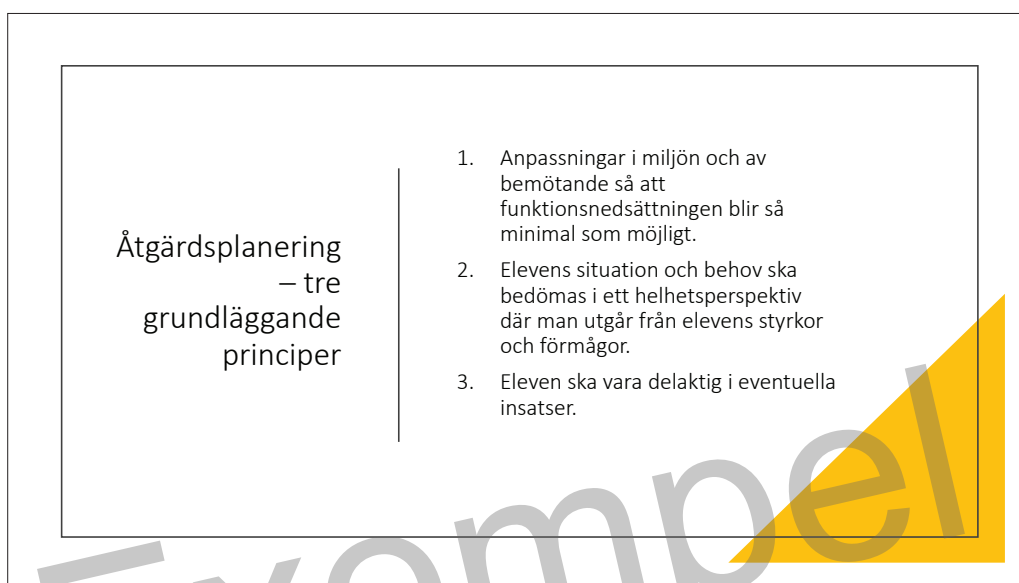 Åtgärdsplanering
– tre
grundläggande
principer
1. Anpassningar i miljön och av
bemötande så att
funktionsnedsättningen blir så
minimal som möjligt.
2. Elevens situation och behov ska
bedömas i ett helhetsperspektiv
där man utgår från elevens styrkor
och förmågor.
3. Eleven ska vara delaktig i eventuella
insatser.
Exempel